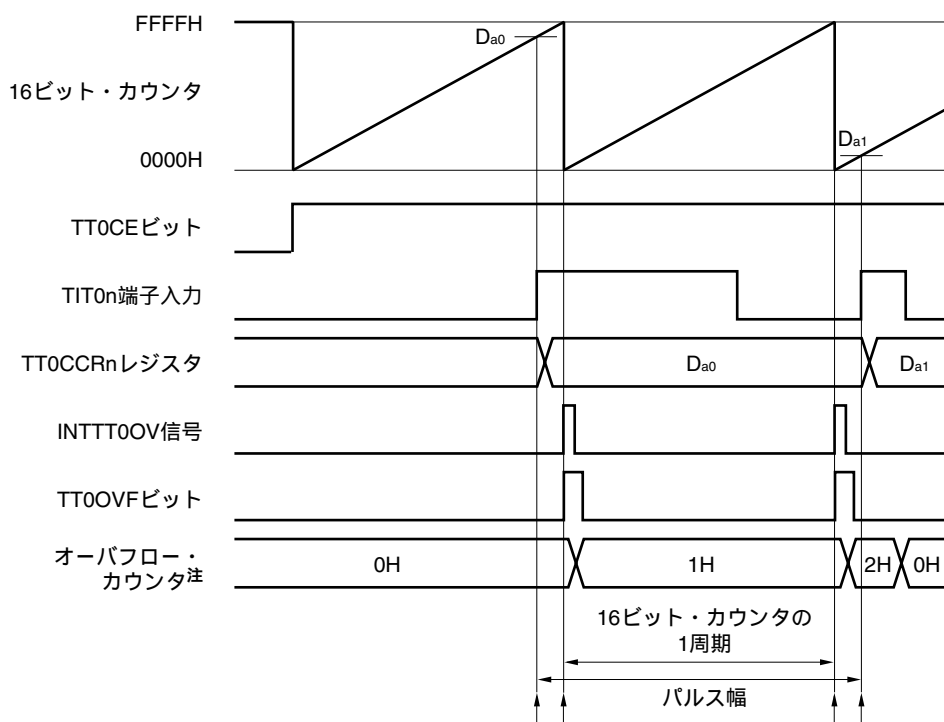 FFFFH
Da0
16ビット・カウンタ
Da1
0000H
TT0CEビット
TIT0n端子入力
TT0CCRnレジスタ
Da0
Da1
INTTT0OV信号
TT0OVFビット
オーバフロー・
カウンタ注
0H
1H
2H
0H
16ビット・カウンタの
1周期
パルス幅